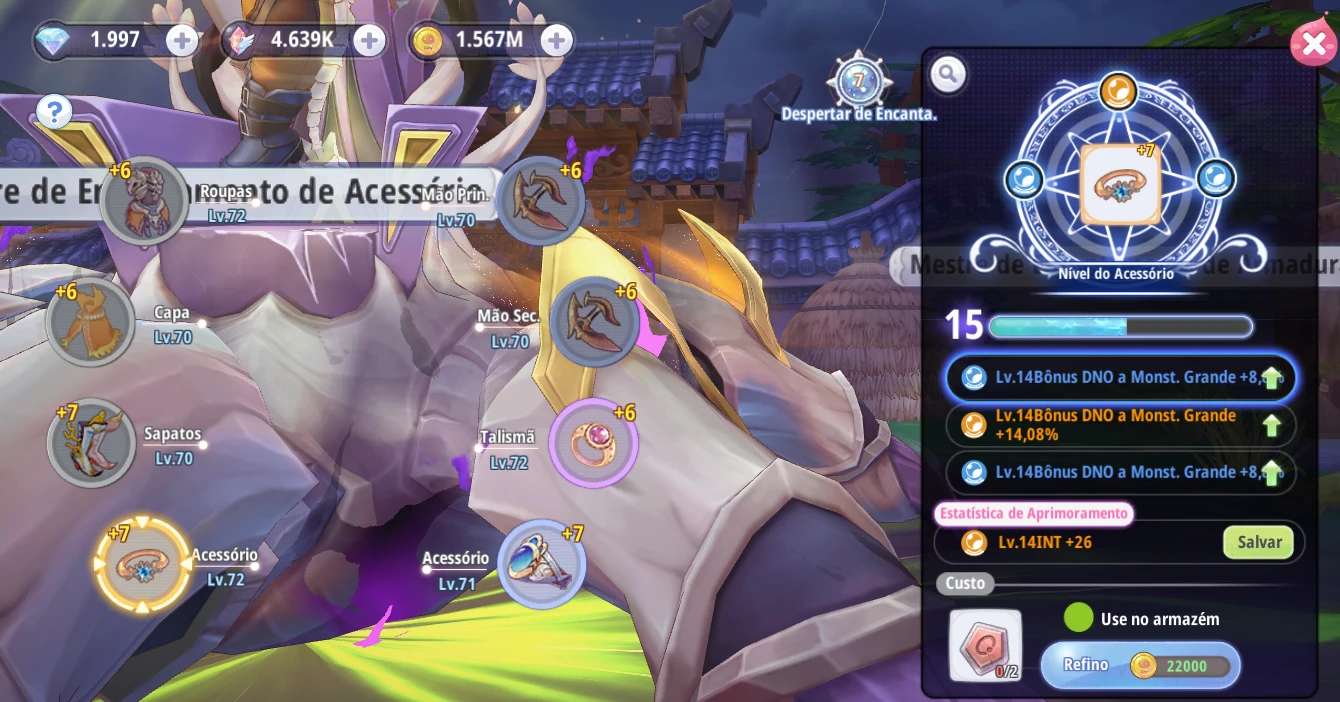 1.997
4.639K
1.567M
?
7
Despertar de Encanta.
+6
Roupas
Lv.72
Mão Prin.
Lv.70
+6
+6
Capa
Lv.70
Mão Sec.
Lv.70
+6
+7
Sapatos
Lv.70
Talismã
Lv.72
+6
+7
Acessório
Lv.72
Acessório
Lv.71
+7
+7
Nível do Acessório
15
Lv.14Bônus DNO a Monst. Grande +8,
Lv.14Bônus DNO a Monst. Grande
+14,08%
Lv.14Bônus DNO a Monst. Grande +8,
Estatística de Aprimoramento
Lv.14INT +26
Salvar
Custo
0/2
Use no armazém
Refino
22000